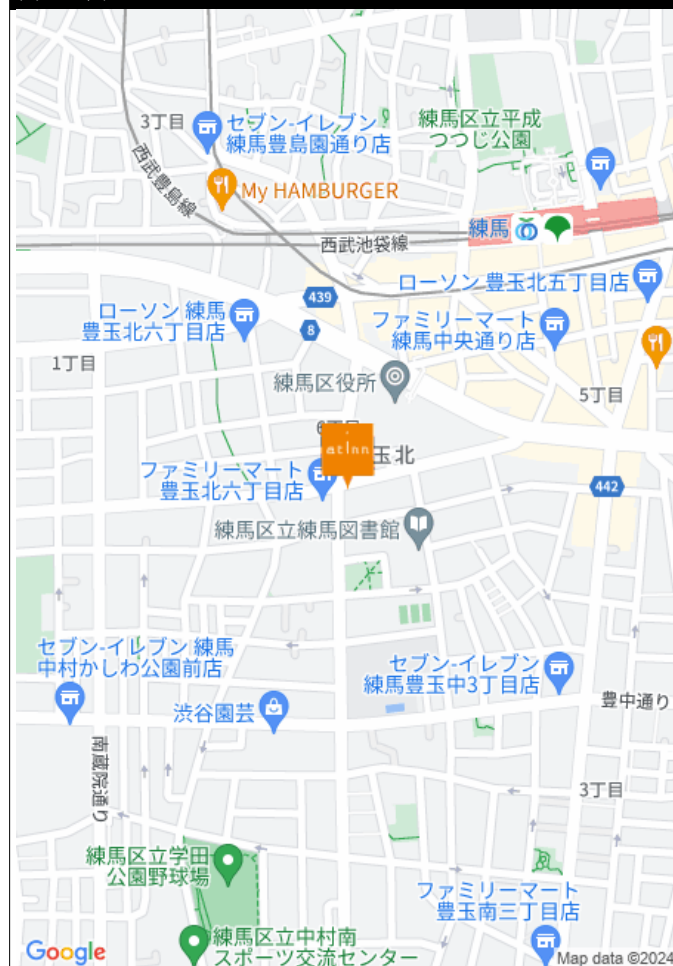 3丁目
セブン-イレブン
練馬豊島園通り店
練馬区立平成
つつじ公園
西武豊島線
My HAMBURGER
練馬
西武池袋線
ローソン 豊玉北五丁目店
439
ローソン 練馬
豊玉北六丁目店
8
ファミリーマート
練馬中央通り店
1丁目
練馬区役所
5丁目
6丁目
atInn
玉北
ファミリーマート
豊玉北六丁目店
442
練馬区立練馬図書館
セブン-イレブン 練馬
中村かしわ公園前店
セブン-イレブン
練馬豊玉中3丁目店
渋谷園芸
豊中通り
南蔵院通り
3丁目
練馬区立学田
公園野球場
ファミリーマート
豊玉南三丁目店
練馬区立中村南
スポーツ交流センター
Google
Map data ©2024